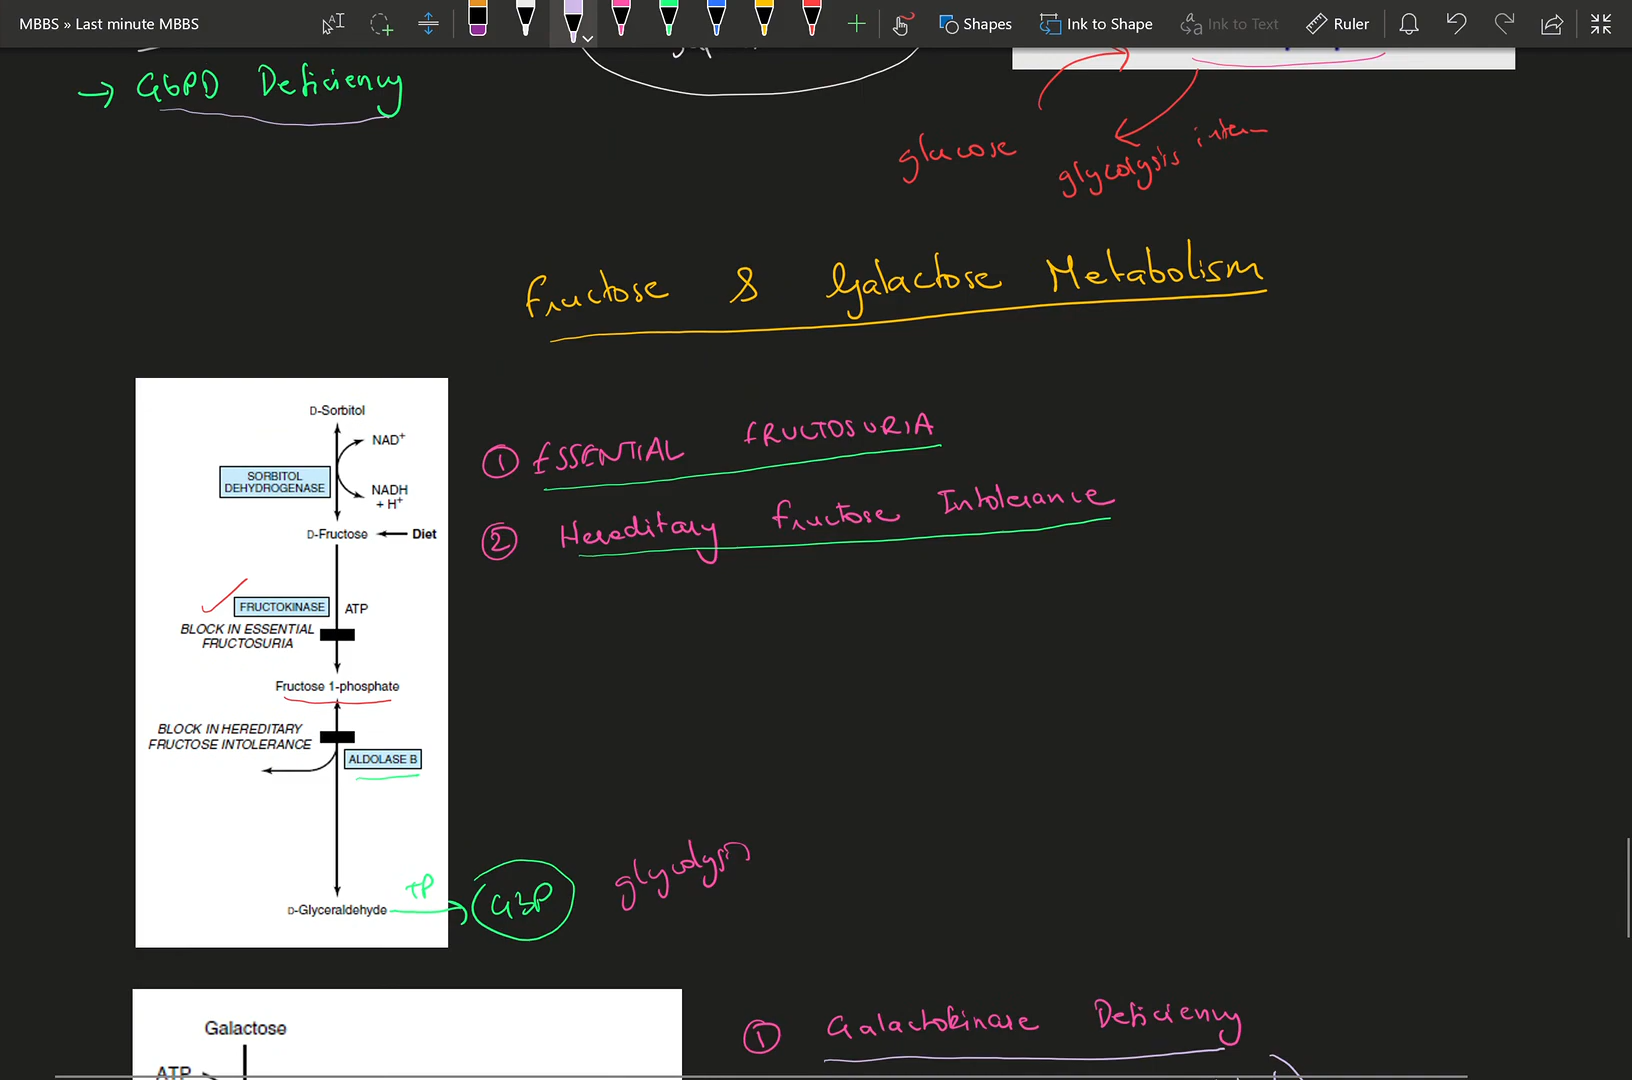 MBBS » Last minute MBBS
Shapes
Ink to Shape
Ink to Text
Ruler
→ G6PD Deficiency
glucose
glycolysis inter
Fructose & Galactose Metabolism
D-Sorbitol
NAD+
SORBITOL
DEHYDROGENASE
NADH
+ H+
D-Fructose
Diet
FRUCTOKINASE
ATP
BLOCK IN ESSENTIAL
FRUCTOSURIA
Fructose 1-phosphate
BLOCK IN HEREDITARY
FRUCTOSE INTOLERANCE
ALDOLASE B
D-Glyceraldehyde
+P
G3P
glycolysis
① ESSENTIAL FRUCTOSURIA
② Hereditary fructose Intolerance
Galactose
ATP
① Galactokinase Deficiency